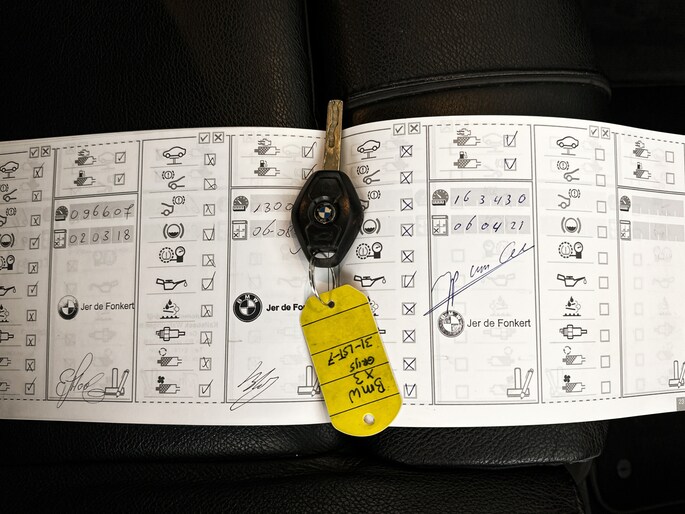 096607
020318
Jer de Fonkert
1300
06 08
Jer de Fo
163430
060421
Jer de Fonkert
BMW
X3
GRIJS
31-LST-7